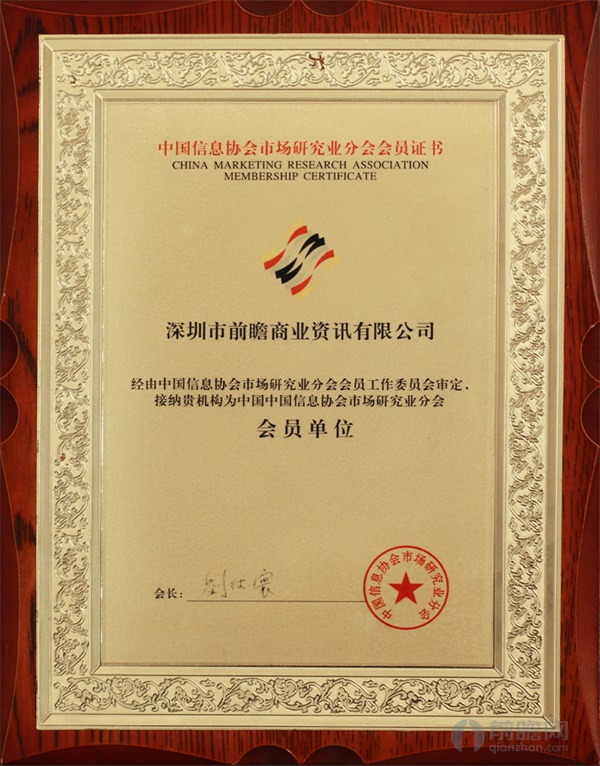 中国信息协会市场研究业分会会员证书
CHINA MARKETING RESEARCH ASSOCIATION
MEMBERSHIP CERTIFICATE
深圳市前瞻商业资讯有限公司
经由中国信息协会市场研究业分会会员工作委员会审定，
接纳贵机构为中国中国信息协会市场研究业分会
会员单位
会长：
中国信息协会市场研究业分会
前瞻网
qianzhan.com